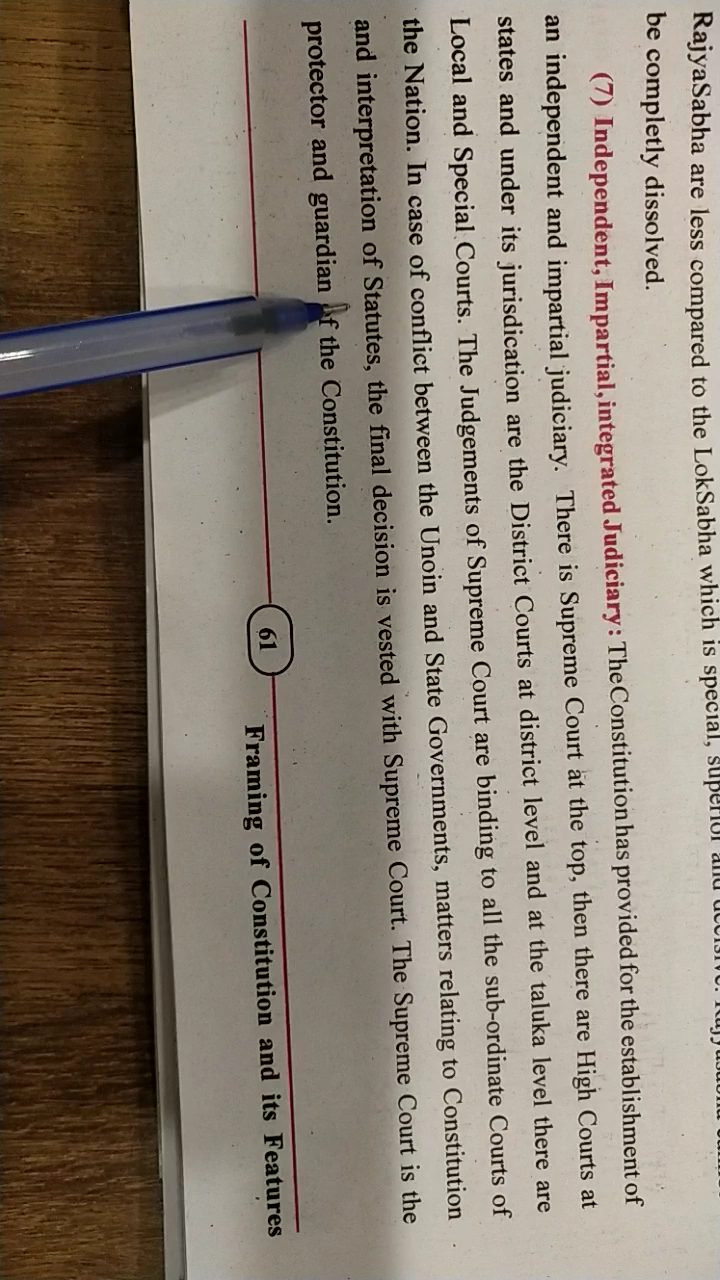 RajyaSabha are less compared to the LokSabha which is special, superior and decisive.
be completly dissolved.
(7) Independent, Impartial, integrated Judiciary: The Constitution has provided for the establishment of
an independent and impartial judiciary. There is Supreme Court at the top, then there are High Courts at
states and under its jurisdication are the District Courts at district level and at the taluka level there are
Local and Special Courts. The Judgements of Supreme Court are binding to all the sub-ordinate Courts of
the Nation. In case of conflict between the Unoin and State Governments, matters relating to Constitution
and interpretation of Statutes, the final decision is vested with Supreme Court. The Supreme Court is the
protector and guardian of the Constitution.
61 Framing of Constitution and its Features